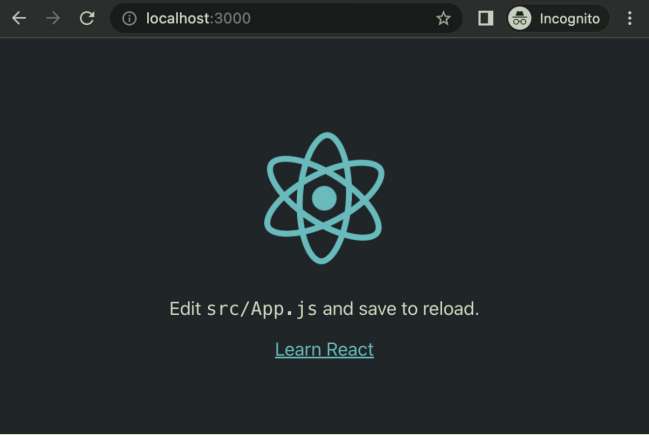 localhost:3000
Incognito
Edit src/App.js and save to reload.
Learn React